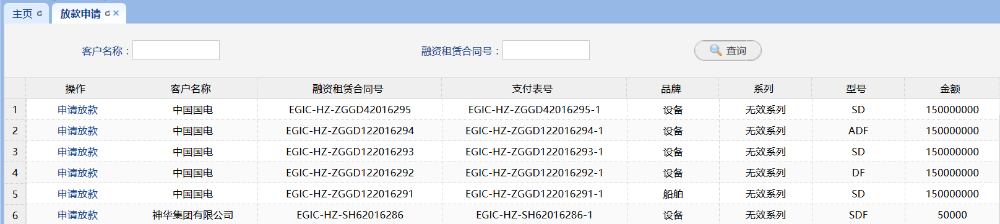 主页 放款申请
客户名称： 融资租赁合同号： 查询
操作 客户名称 融资租赁合同号 支付表号 品牌 系列 型号 金额
1 申请放款 中国国电 EGIC-HZ-ZGGD42016295 EGIC-HZ-ZGGD42016295-1 设备 无效系列 SD 150000000
2 申请放款 中国国电 EGIC-HZ-ZGGD122016294 EGIC-HZ-ZGGD122016294-1 设备 无效系列 ADF 150000000
3 申请放款 中国国电 EGIC-HZ-ZGGD122016293 EGIC-HZ-ZGGD122016293-1 设备 无效系列 SD 150000000
4 申请放款 中国国电 EGIC-HZ-ZGGD122016292 EGIC-HZ-ZGGD122016292-1 设备 无效系列 DF 150000000
5 申请放款 中国国电 EGIC-HZ-ZGGD122016291 EGIC-HZ-ZGGD122016291-1 船舶 无效系列 SD 150000000
6 申请放款 神华集团有限公司 EGIC-HZ-SH62016286 EGIC-HZ-SH62016286-1 设备 无效系列 SDF 50000